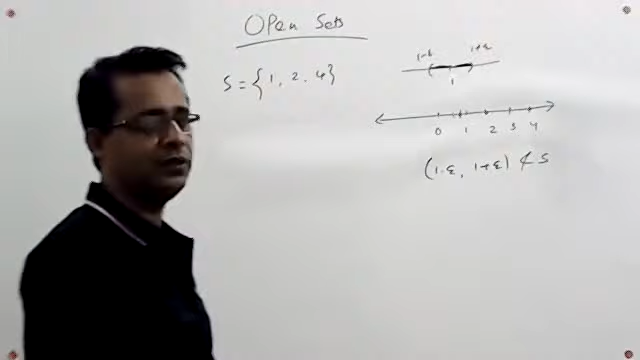 Open Sets
S = { 1, 2, 4 }
1-ε 1+ε
1
0 1 2 3 4
(1-ε, 1+ε) ⊄ S